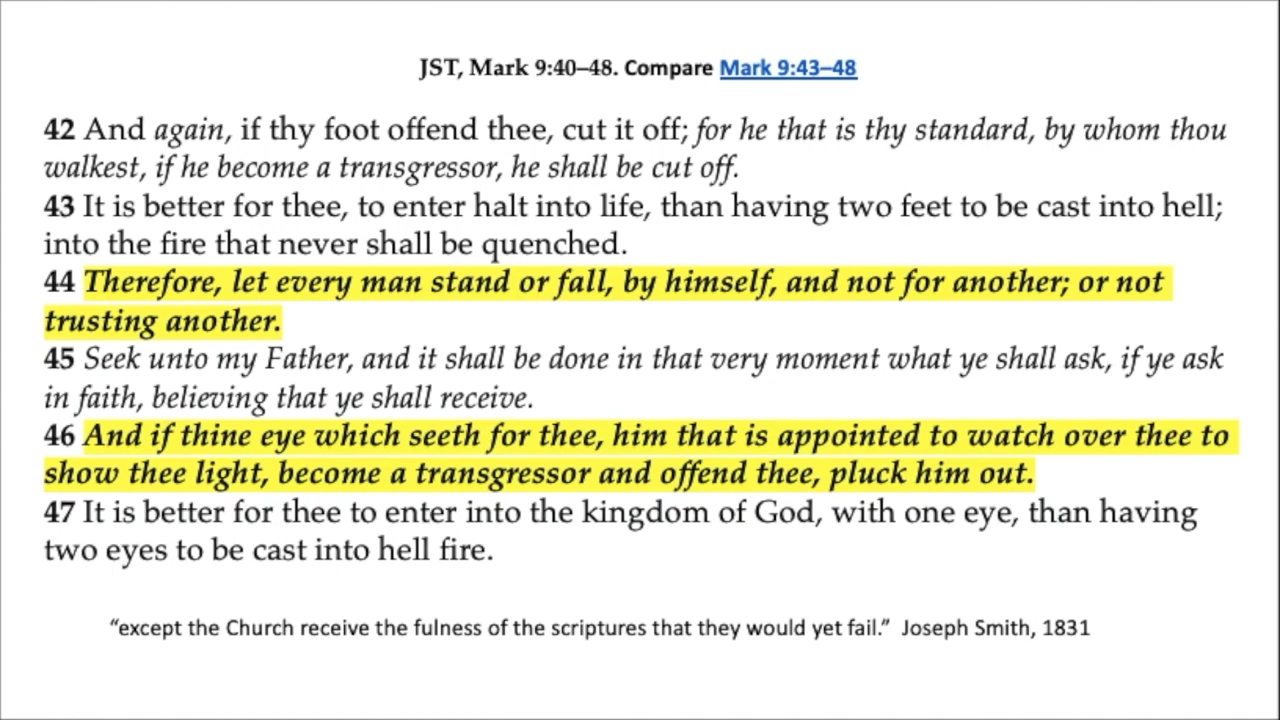 JST, Mark 9:40–48. Compare Mark 9:43–48
42 And again, if thy foot offend thee, cut it off; for he that is thy standard, by whom thou
walkest, if he become a transgressor, he shall be cut off.
43 It is better for thee, to enter halt into life, than having two feet to be cast into hell;
into the fire that never shall be quenched.
44 Therefore, let every man stand or fall, by himself, and not for another; or not
trusting another.
45 Seek unto my Father, and it shall be done in that very moment what ye shall ask, if ye ask
in faith, believing that ye shall receive.
46 And if thine eye which seeth for thee, him that is appointed to watch over thee to
show thee light, become a transgressor and offend thee, pluck him out.
47 It is better for thee to enter into the kingdom of God, with one eye, than having
two eyes to be cast into hell fire.
“except the Church receive the fulness of the scriptures that they would yet fail.” Joseph Smith, 1831